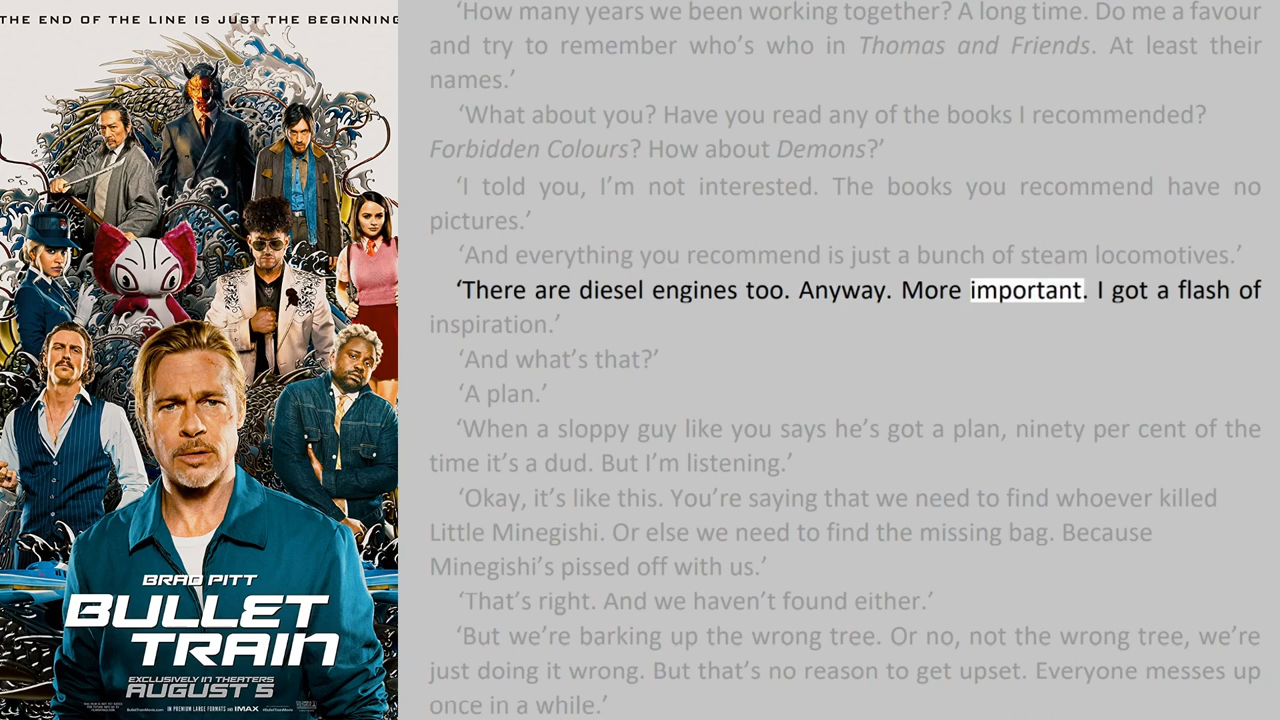 THE END OF THE LINE IS JUST THE BEGINNING
BRAD PITT
BULLET
TRAIN
EXCLUSIVELY IN THEATERS
AUGUST 5
BulletTrainMovie.com IN PREMIUM LARGE FORMATS AND IMAX #BulletTrainMovie
‘How many years we been working together? A long time. Do me a favour
and try to remember who’s who in Thomas and Friends. At least their
names.’
‘What about you? Have you read any of the books I recommended?
Forbidden Colours? How about Demons?’
‘I told you, I’m not interested. The books you recommend have no
pictures.’
‘And everything you recommend is just a bunch of steam locomotives.’
‘There are diesel engines too. Anyway. More important. I got a flash of
inspiration.’
‘And what’s that?’
‘A plan.’
‘When a sloppy guy like you says he’s got a plan, ninety per cent of the
time it’s a dud. But I’m listening.’
‘Okay, it’s like this. You’re saying that we need to find whoever killed
Little Minegishi. Or else we need to find the missing bag. Because
Minegishi’s pissed off with us.’
‘That’s right. And we haven’t found either.’
‘But we’re barking up the wrong tree. Or no, not the wrong tree, we’re
just doing it wrong. But that’s no reason to get upset. Everyone messes up
once in a while.’